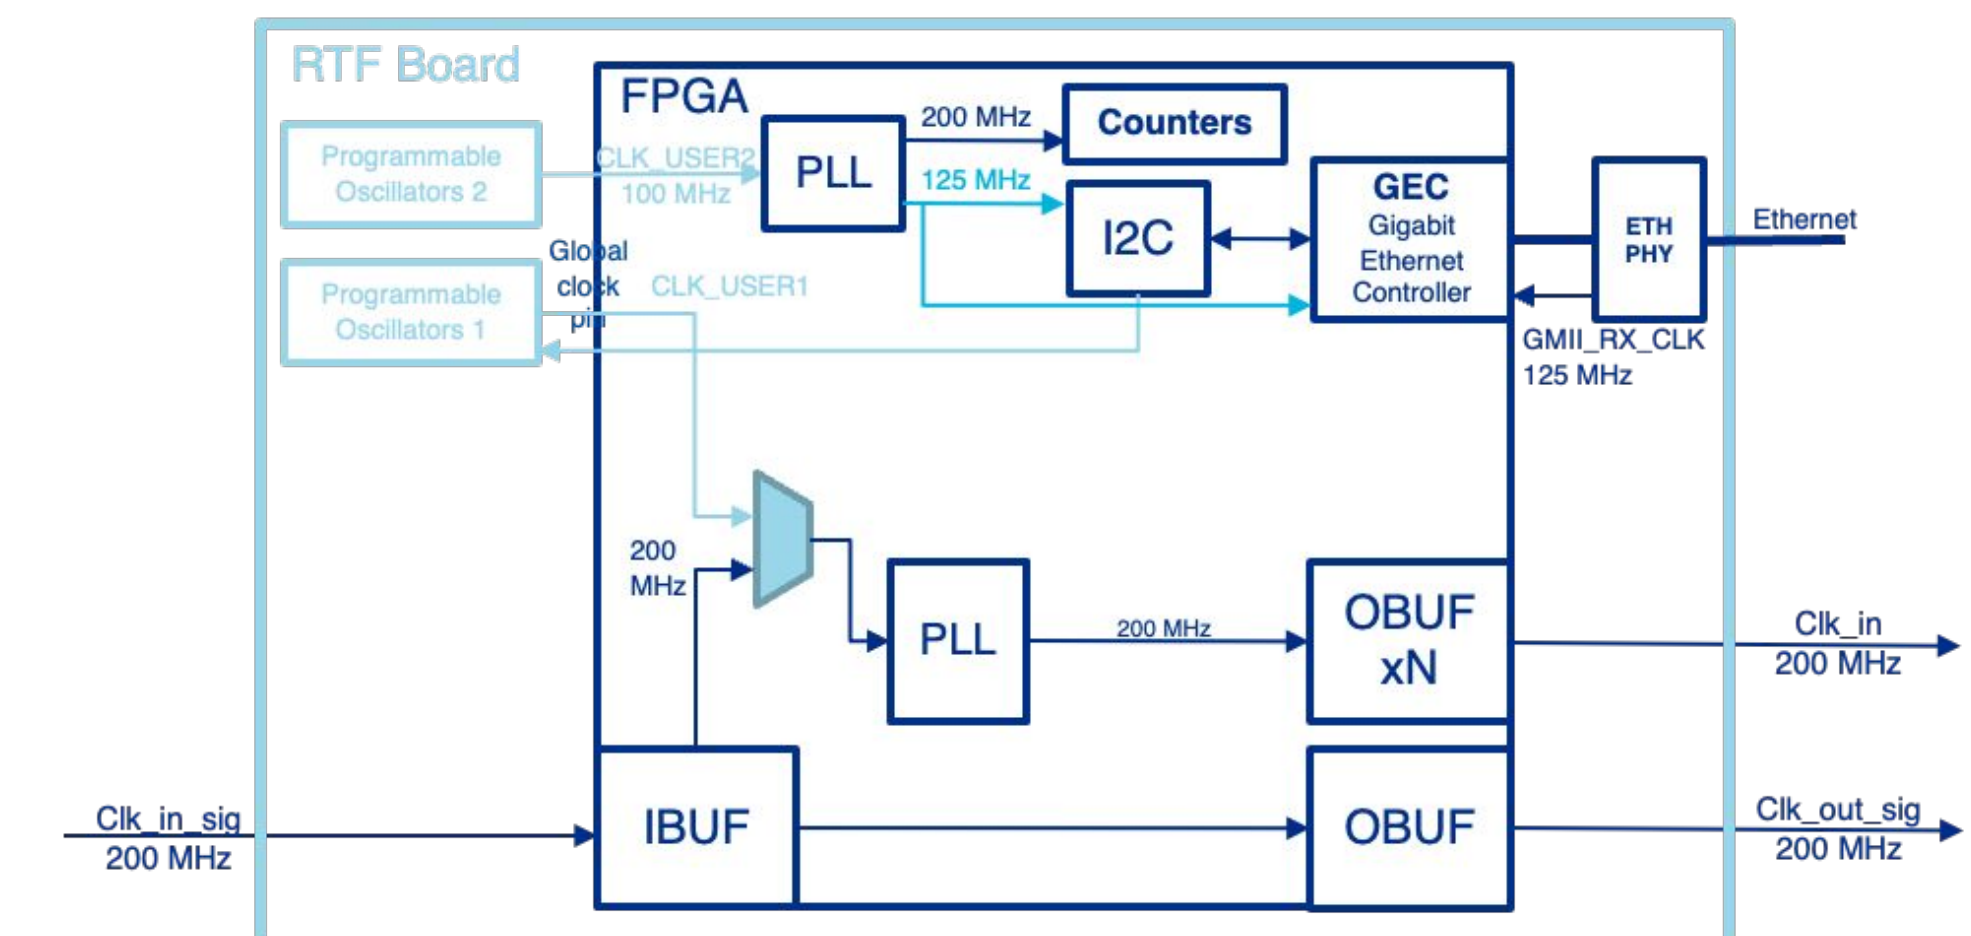 RTF Board
FPGA
Programmable
Oscillators 2
CLK_USER2
100 MHz
PLL
200 MHz
Counters
125 MHz
I2C
GEC
Gigabit
Ethernet
Controller
ETH
PHY
Ethernet
GMII_RX_CLK
125 MHz
Global
clock
pin
CLK_USER1
Programmable
Oscillators 1
200
MHz
PLL
200 MHz
OBUF
xN
Clk_in
200 MHz
Clk_in_sig
200 MHz
IBUF
OBUF
Clk_out_sig
200 MHz